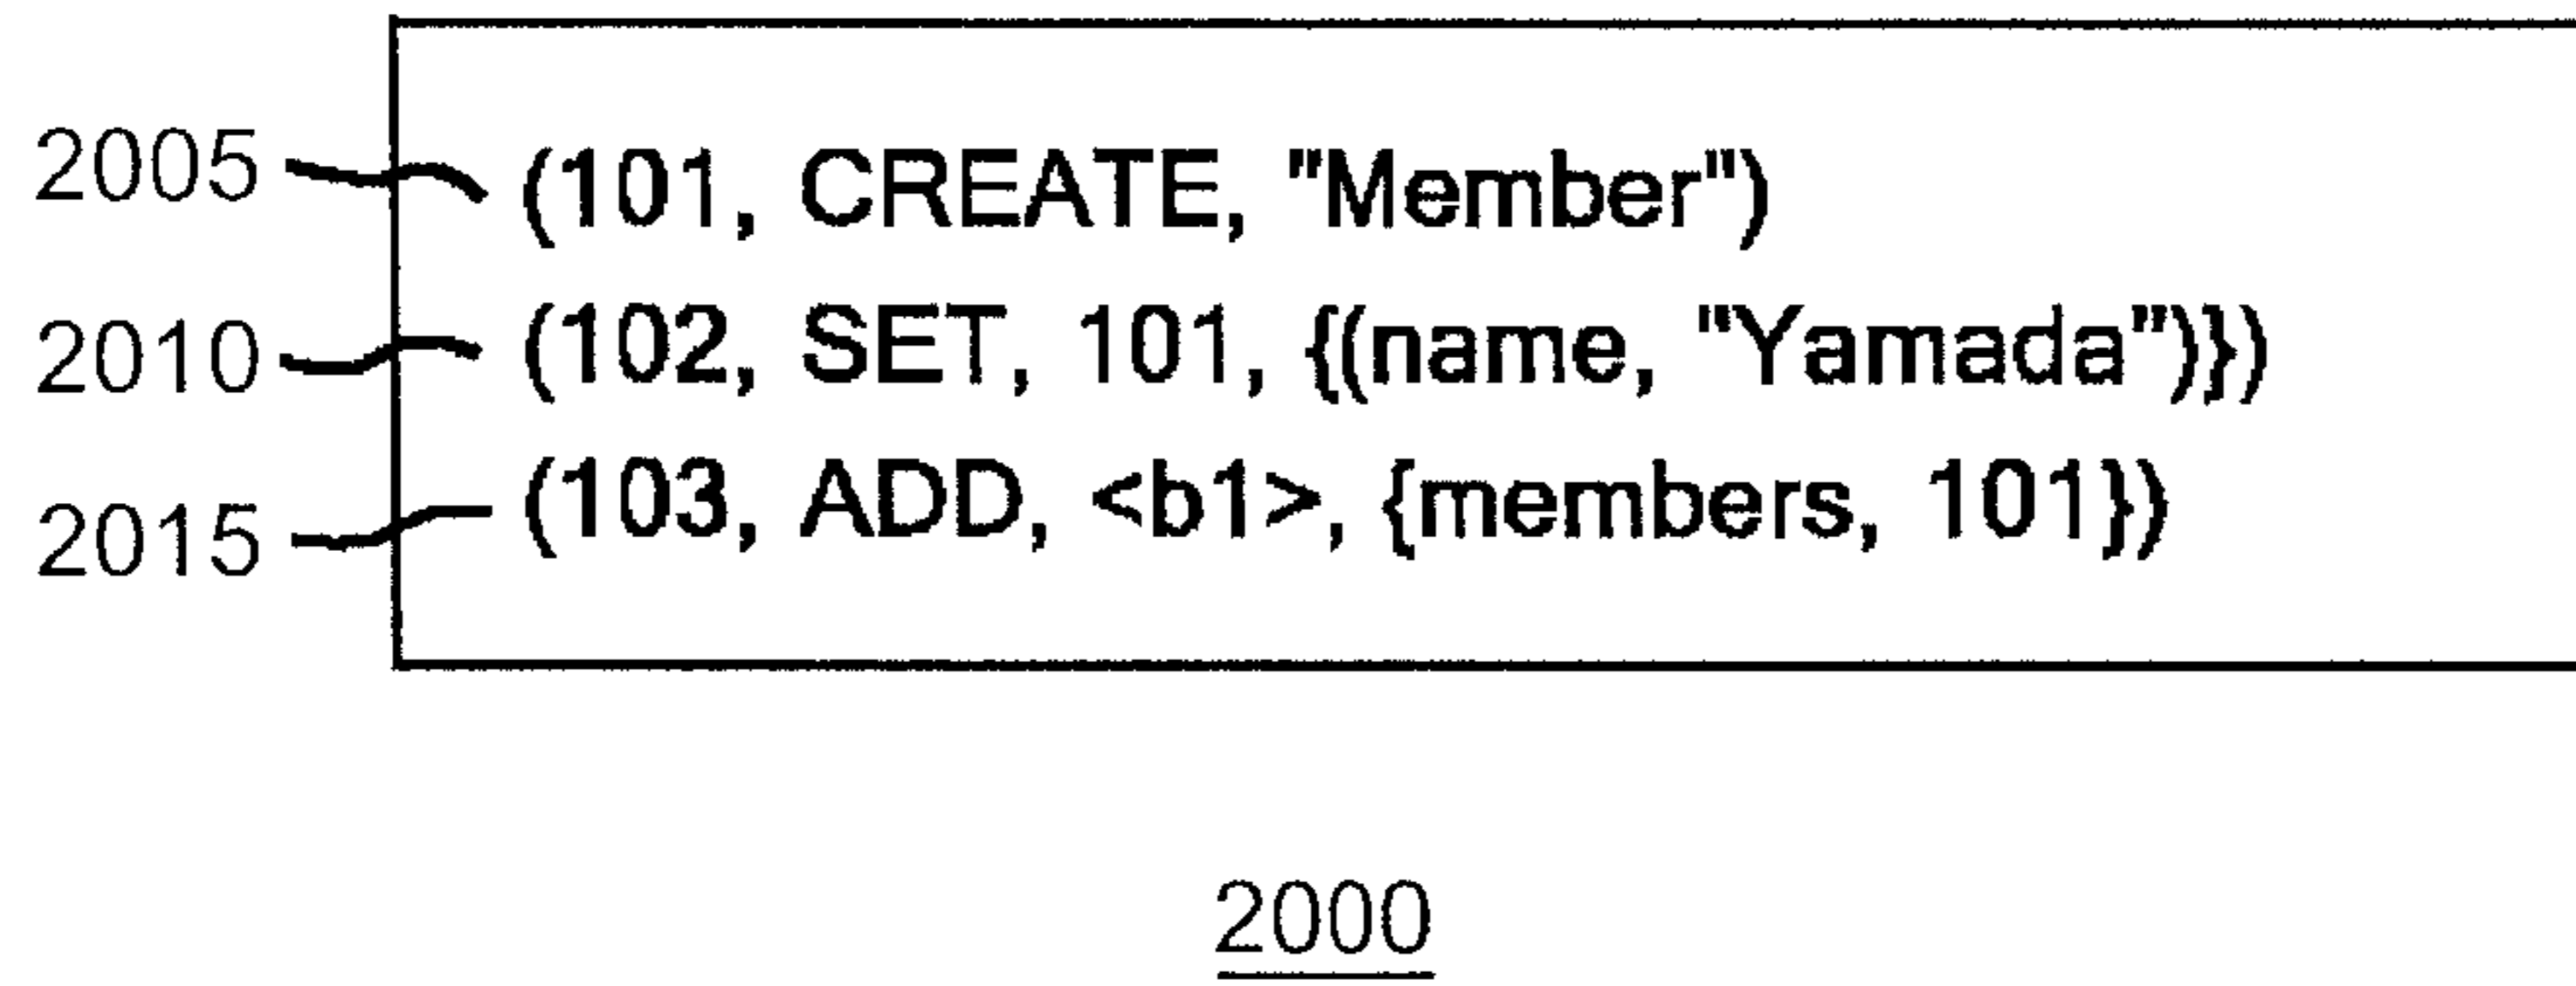 2005 (101, CREATE, "Member")
2010 (102, SET, 101, {(name, "Yamada")})
2015 (103, ADD, <b1>, {members, 101})
2000